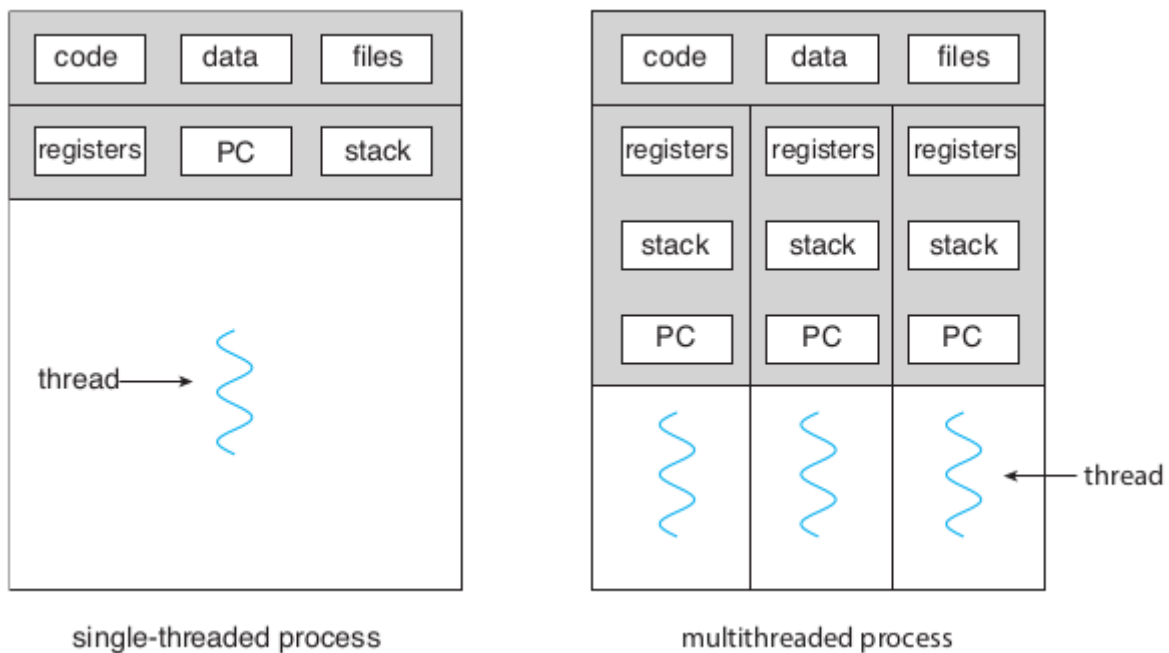 code data files
registers PC stack
thread
single-threaded process
code data files
registers registers registers
stack stack stack
PC PC PC
thread
multithreaded process